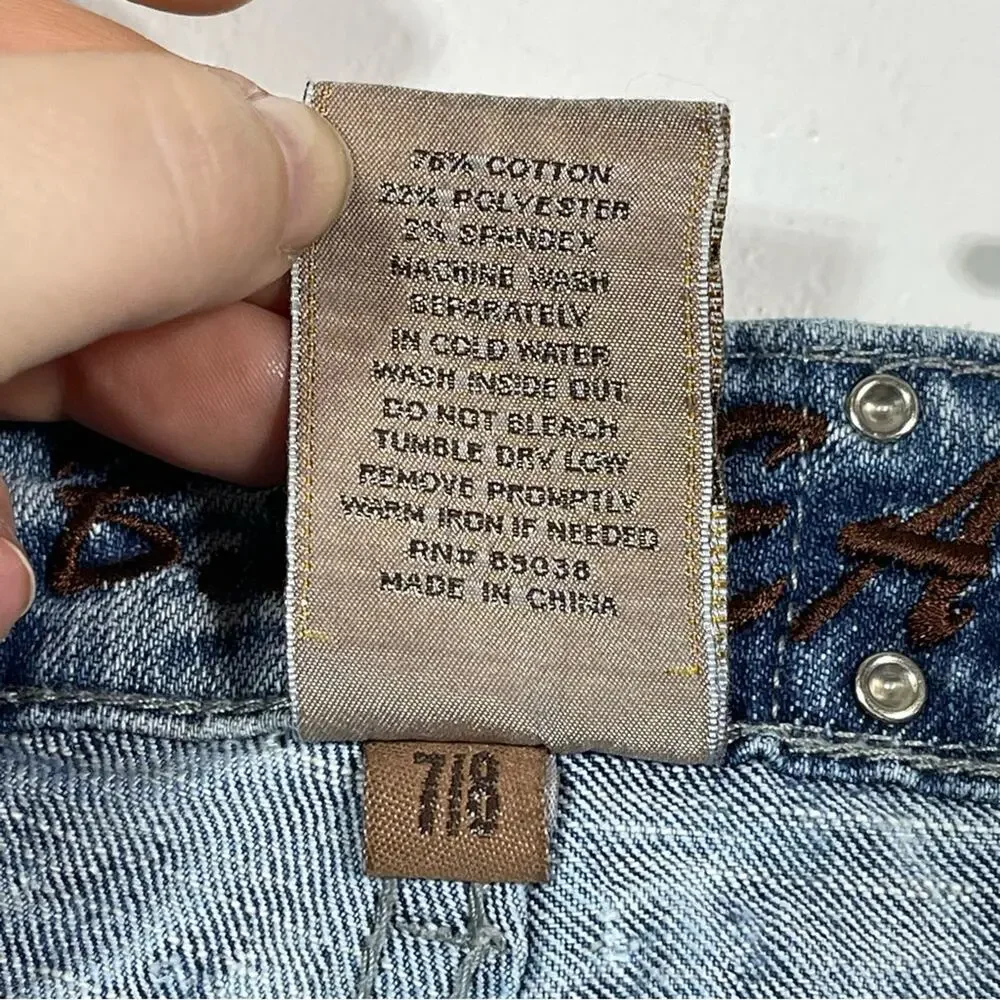 76% COTTON
22% POLYESTER
2% SPANDEX
MACHINE WASH
SEPARATELY
IN COLD WATER
WASH INSIDE OUT
DO NOT BLEACH
TUMBLE DRY LOW
REMOVE PROMPTLY
WARM IRON IF NEEDED
RN# 85038
MADE IN CHINA
EA
7/8